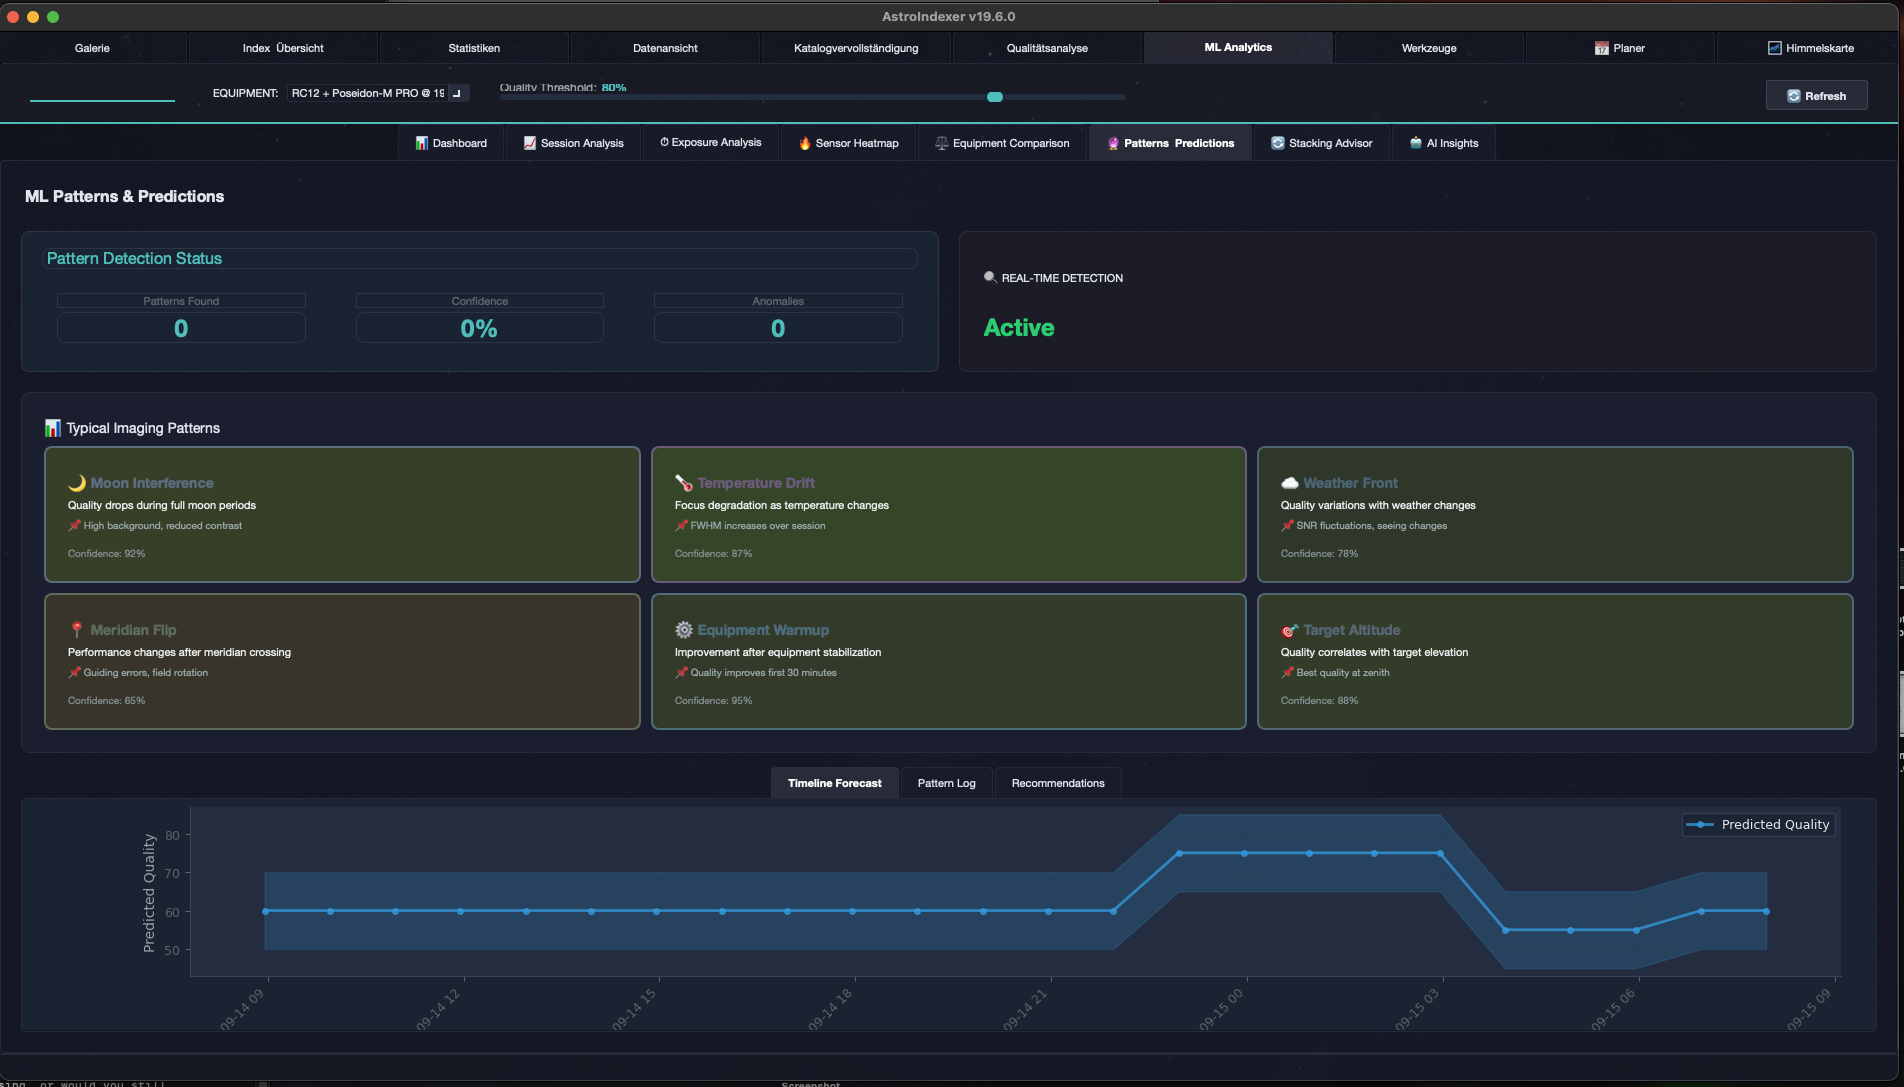 AstroIndexer v19.6.0
Galerie
Index Übersicht
Statistiken
Datenansicht
Katalogvervollständigung
Qualitätsanalyse
ML Analytics
Werkzeuge
Planer
Himmelskarte
EQUIPMENT:
RC12 + Poseidon-M PRO @ 19
Quality Threshold: 80%
Refresh
Dashboard
Session Analysis
Exposure Analysis
Sensor Heatmap
Equipment Comparison
Patterns Predictions
Stacking Advisor
AI Insights
ML Patterns & Predictions
Pattern Detection Status
Patterns Found
Confidence
Anomalies
0
0%
0
REAL-TIME DETECTION
Active
Typical Imaging Patterns
Moon Interference
Quality drops during full moon periods
High background, reduced contrast
Confidence: 92%
Temperature Drift
Focus degradation as temperature changes
FWHM increases over session
Confidence: 87%
Weather Front
Quality variations with weather changes
SNR fluctuations, seeing changes
Confidence: 78%
Meridian Flip
Performance changes after meridian crossing
Guiding errors, field rotation
Confidence: 65%
Equipment Warmup
Improvement after equipment stabilization
Quality improves first 30 minutes
Confidence: 95%
Target Altitude
Quality correlates with target elevation
Best quality at zenith
Confidence: 88%
Timeline Forecast
Pattern Log
Recommendations
Predicted Quality
Predicted Quality
80
70
60
50
09-14 09
09-14 12
09-14 15
09-14 18
09-14 21
09-15 00
09-15 03
09-15 06
09-15 09
or would you still
Screenshot